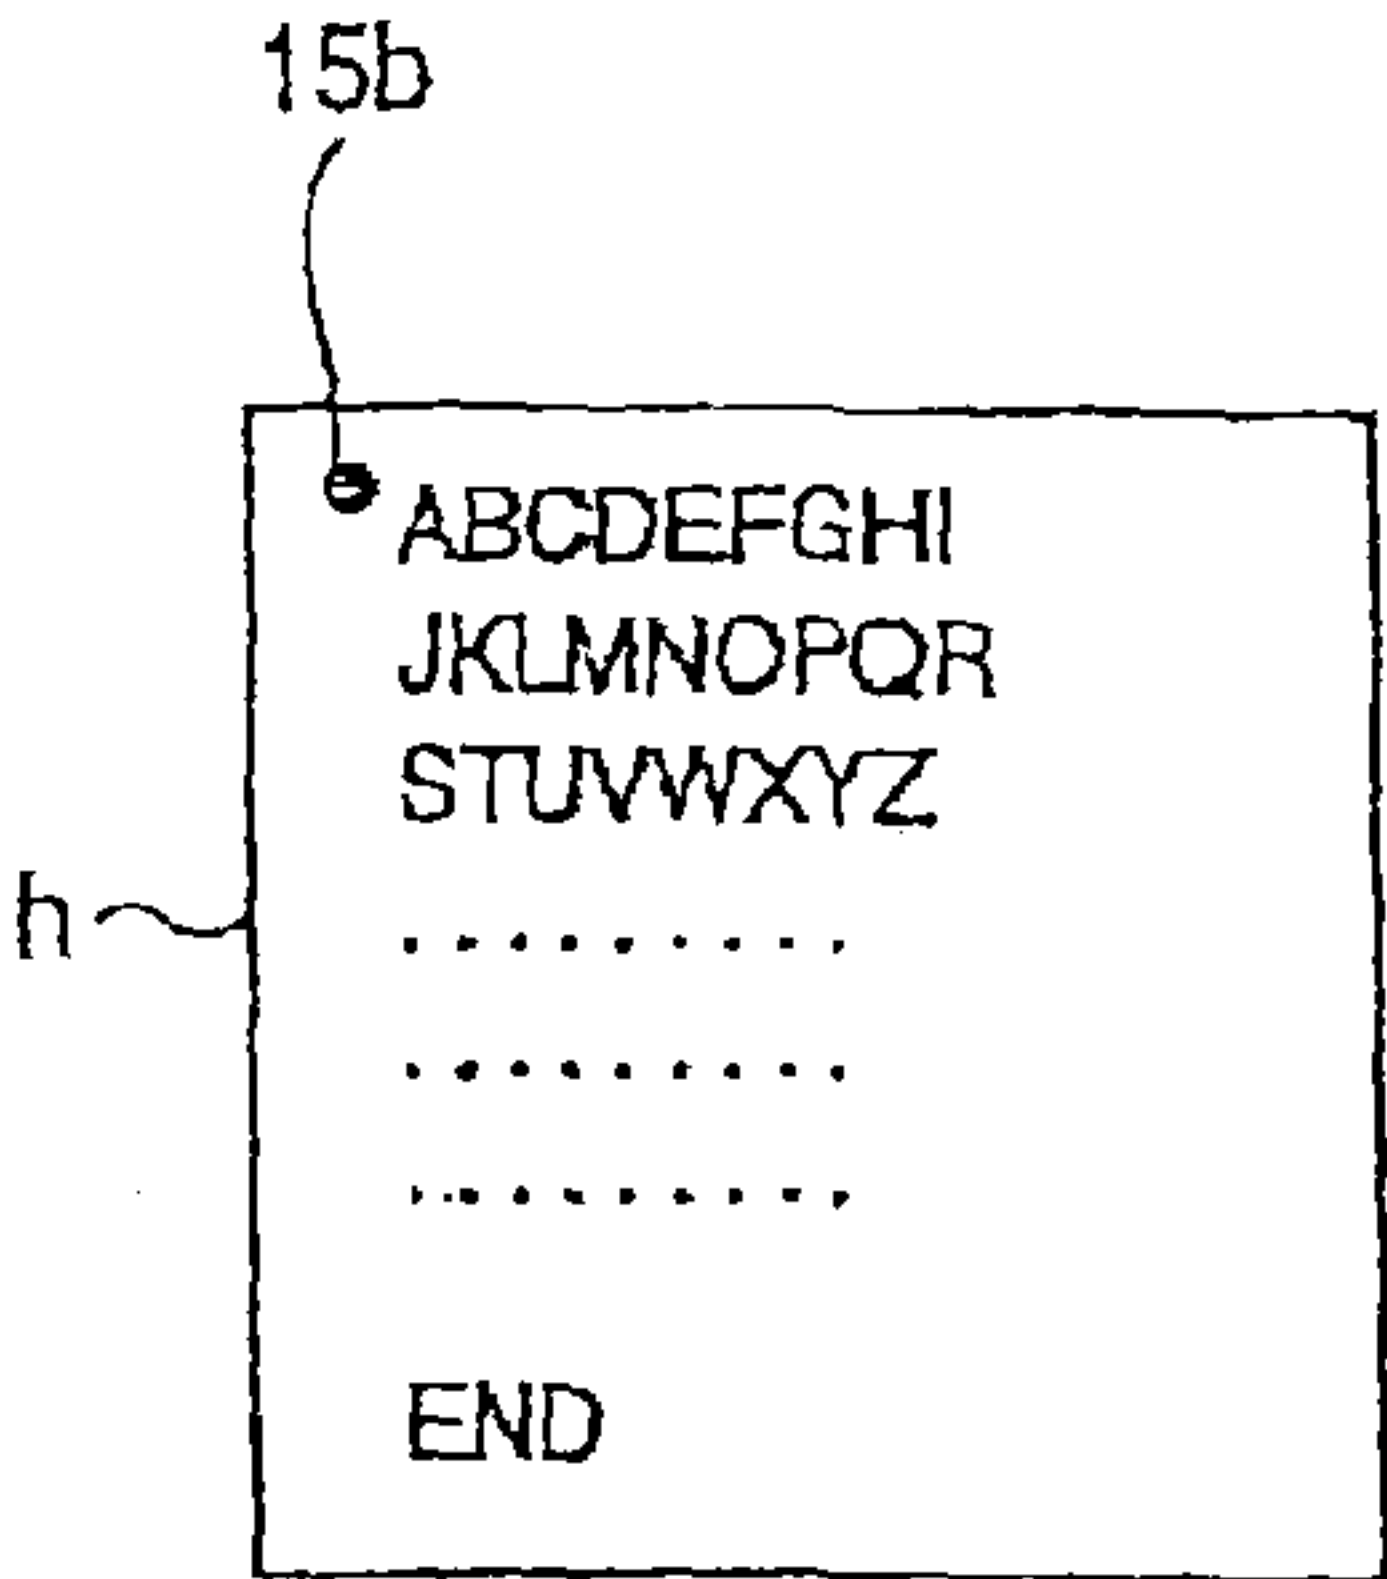 15b
ABCDEFGHI
JKLMNOPQR
STUVWXYZ
h
. . . . . . . . .
. . . . . . . . .
. . . . . . . . .
END